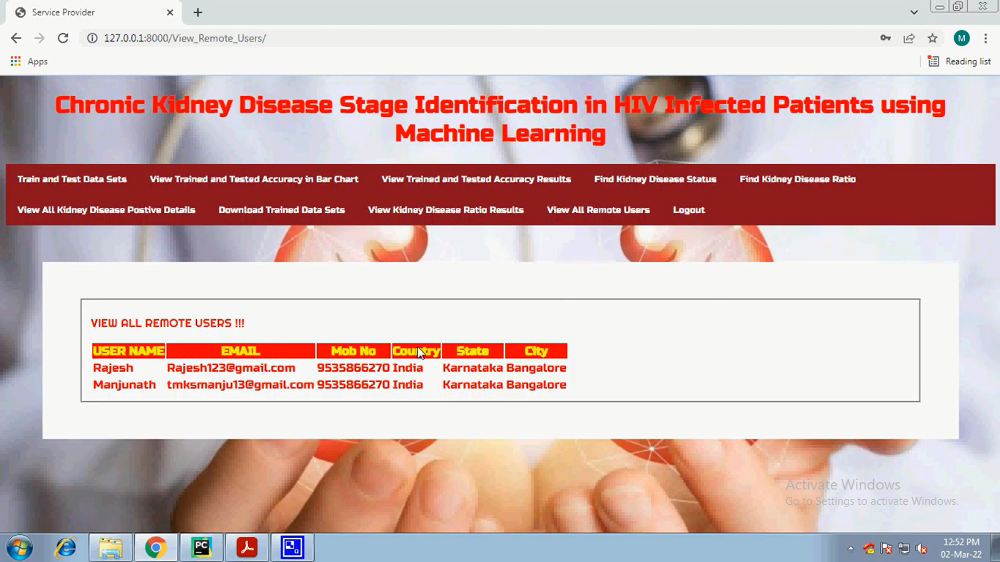 Service Provider
127.0.0.1:8000/View_Remote_Users/
M
Apps
Reading list
Chronic Kidney Disease Stage Identification in HIV Infected Patients using
Machine Learning
Train and Test Data Sets View Trained and Tested Accuracy in Bar Chart View Trained and Tested Accuracy Results Find Kidney Disease Status Find Kidney Disease Ratio
View All Kidney Disease Postive Details Download Trained Data Sets View Kidney Disease Ratio Results View All Remote Users Logout
VIEW ALL REMOTE USERS !!!
USER NAME EMAIL Mob No Country State City
Rajesh Rajesh123@gmail.com 9535866270 India Karnataka Bangalore
Manjunath tmksmanju13@gmail.com 9535866270 India Karnataka Bangalore
Activate Windows
Go to Settings to activate Windows.
PC
12:52 PM
02-Mar-22